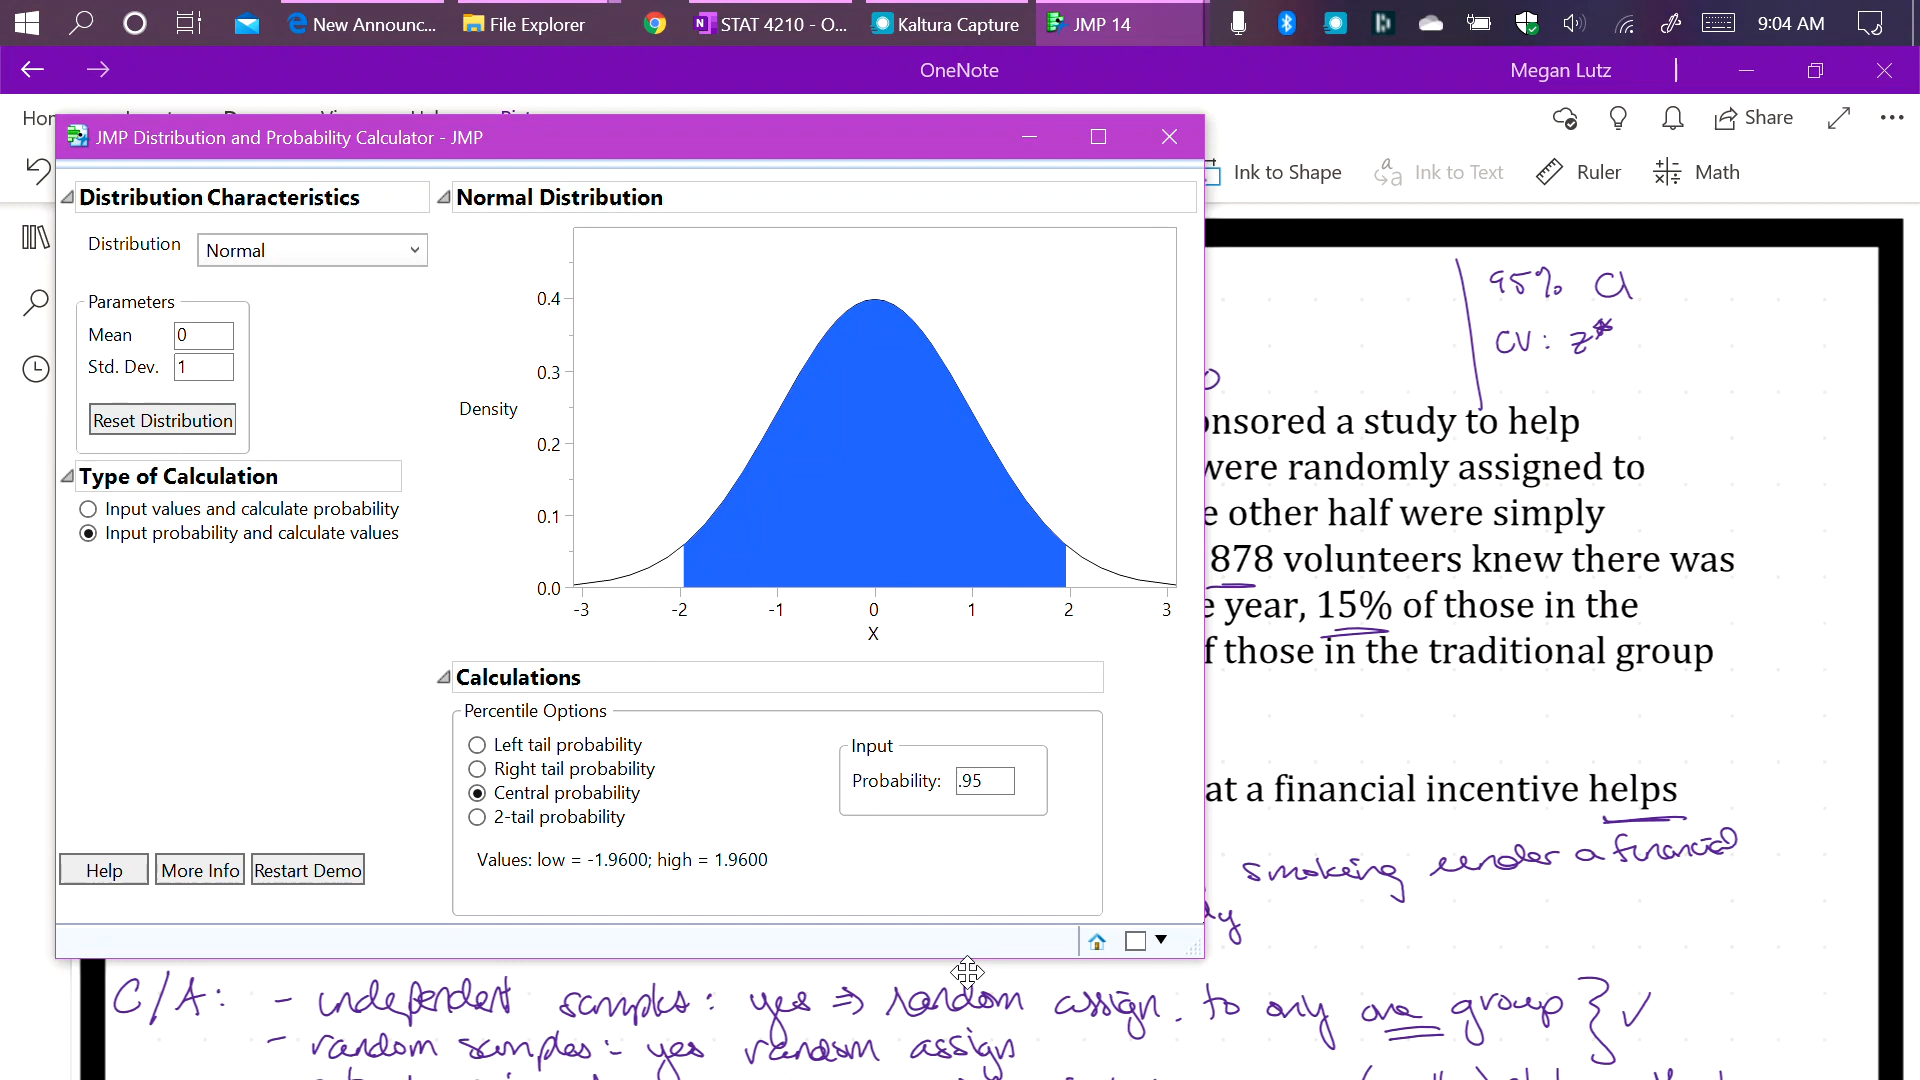 New Announc...
File Explorer
STAT 4210 - O...
Kaltura Capture
JMP 14
9:04 AM
OneNote
Megan Lutz
Share
JMP Distribution and Probability Calculator - JMP
Ink to Shape
Ink to Text
Ruler
Math
Distribution Characteristics
Distribution
Normal
Parameters
Mean
0
Std. Dev.
1
Reset Distribution
Type of Calculation
Input values and calculate probability
Input probability and calculate values
Help
More Info
Restart Demo
Normal Distribution
Density
0.4
0.3
0.2
0.1
0.0
-3 -2 -1 0 1 2 3
X
Calculations
Percentile Options
Left tail probability
Right tail probability
Central probability
2-tail probability
Input
Probability: .95
Values: low = -1.9600; high = 1.9600
95% CI
CV: z*
onsored a study to help
were randomly assigned to
e other half were simply
878 volunteers knew there was
e year, 15% of those in the
f those in the traditional group
at a financial incentive helps
smoking under a financial
C/A: - independent samples: yes ⇒ random assign. to any one group } ✓
- random samples: yes random assign